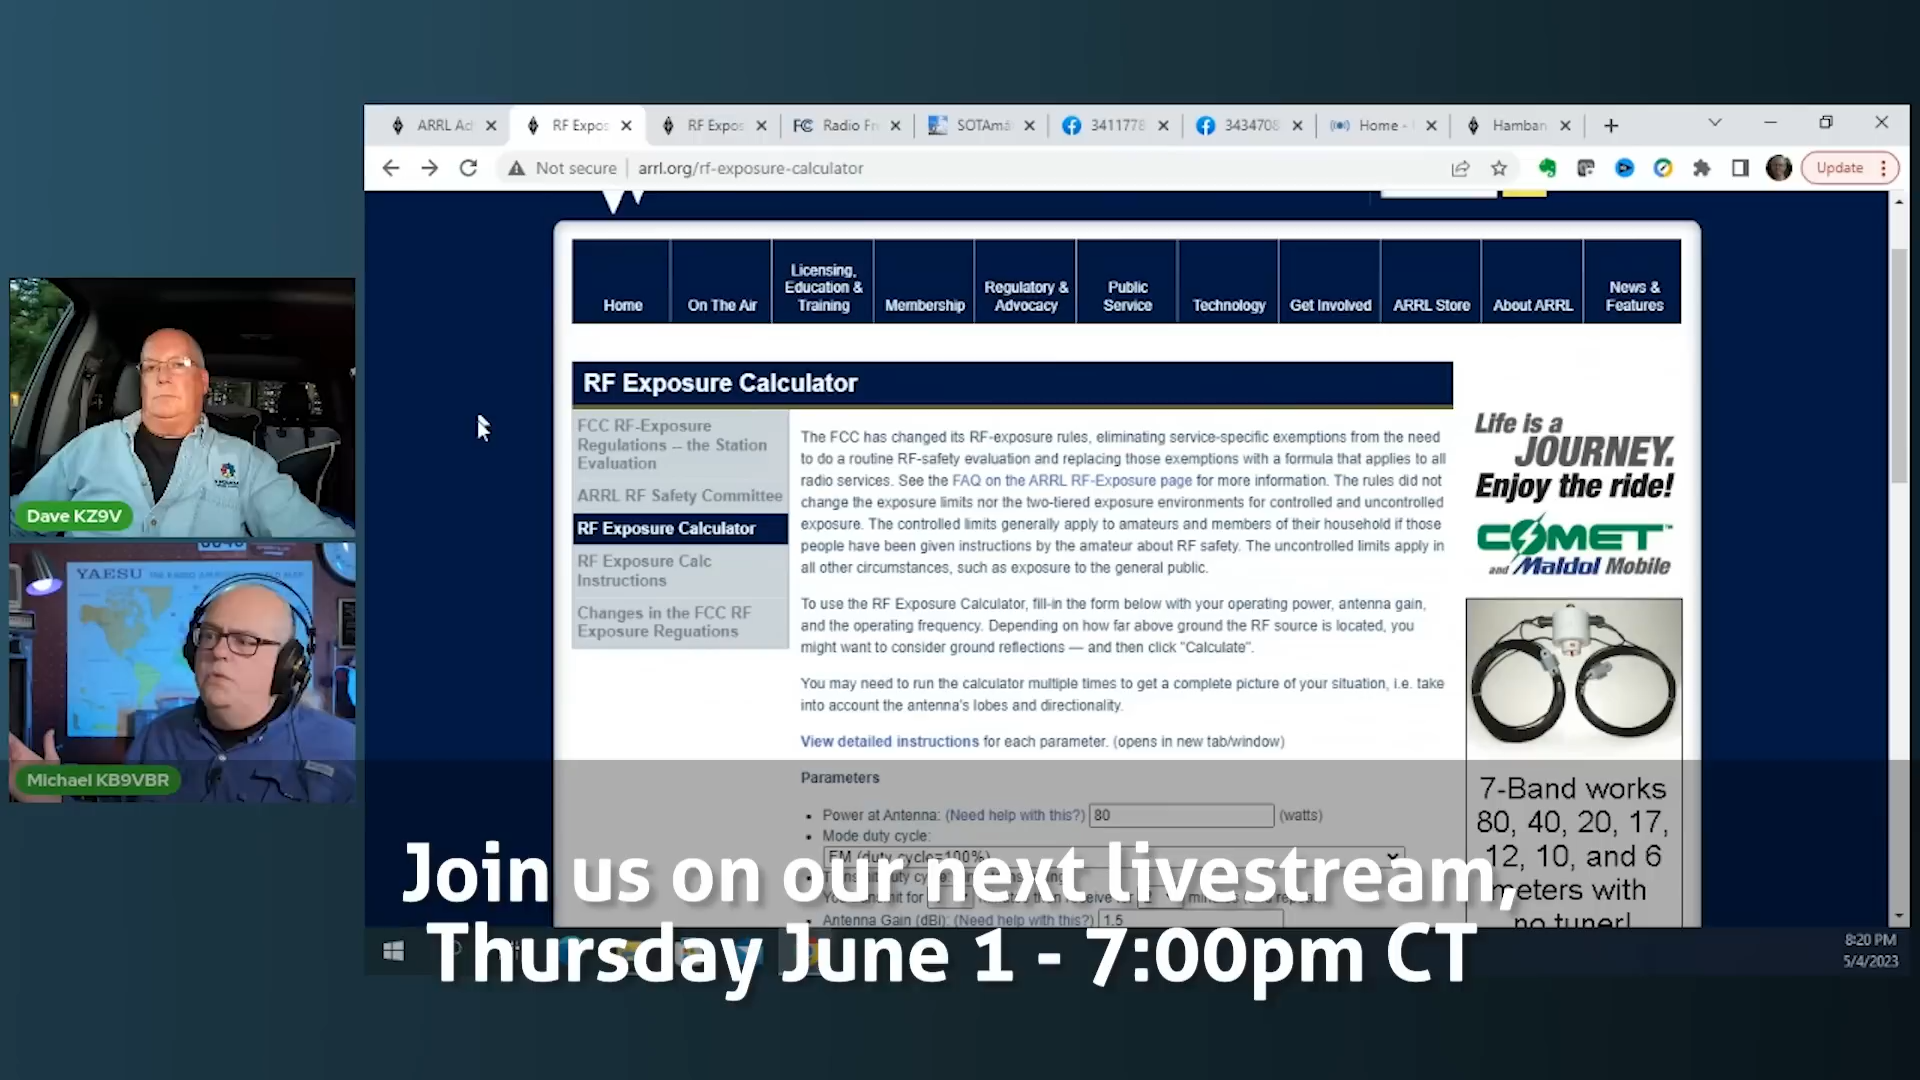 ARRL Ad
RF Expos
RF Expos
FC Radio Fr
SOTAma
3411778
3434708
Home -
Hamban
Not secure
arrl.org/rf-exposure-calculator
Update
Home
On The Air
Licensing,
Education &
Training
Membership
Regulatory &
Advocacy
Public
Service
Technology
Get Involved
ARRL Store
About ARRL
News &
Features
RF Exposure Calculator
FCC RF-Exposure
Regulations – the Station
Evaluation
ARRL RF Safety Committee
RF Exposure Calculator
RF Exposure Calc
Instructions
Changes in the FCC RF
Exposure Reguations
The FCC has changed its RF-exposure rules, eliminating service-specific exemptions from the need
to do a routine RF-safety evaluation and replacing those exemptions with a formula that applies to all
radio services. See the FAQ on the ARRL RF-Exposure page for more information. The rules did not
change the exposure limits nor the two-tiered exposure environments for controlled and uncontrolled
exposure. The controlled limits generally apply to amateurs and members of their household if those
people have been given instructions by the amateur about RF safety. The uncontrolled limits apply in
all other circumstances, such as exposure to the general public.
To use the RF Exposure Calculator, fill-in the form below with your operating power, antenna gain,
and the operating frequency. Depending on how far above ground the RF source is located, you
might want to consider ground reflections — and then click "Calculate".
You may need to run the calculator multiple times to get a complete picture of your situation, i.e. take
into account the antenna's lobes and directionality.
View detailed instructions for each parameter. (opens in new tab/window)
Parameters
Power at Antenna: (Need help with this?) 80 (watts)
Mode duty cycle:
FM (duty cycle=100%)
Antenna Gain (dBi): (Need help with this?) 1.5
Life is a
JOURNEY.
Enjoy the ride!
COMET™
and Maldol Mobile
7-Band works
80, 40, 20, 17,
12, 10, and 6
meters with
no tuner!
Dave KZ9V
YAESU
Michael KB9VBR
Join us on our next livestream,
Thursday June 1 - 7:00pm CT
8:20 PM
5/4/2023